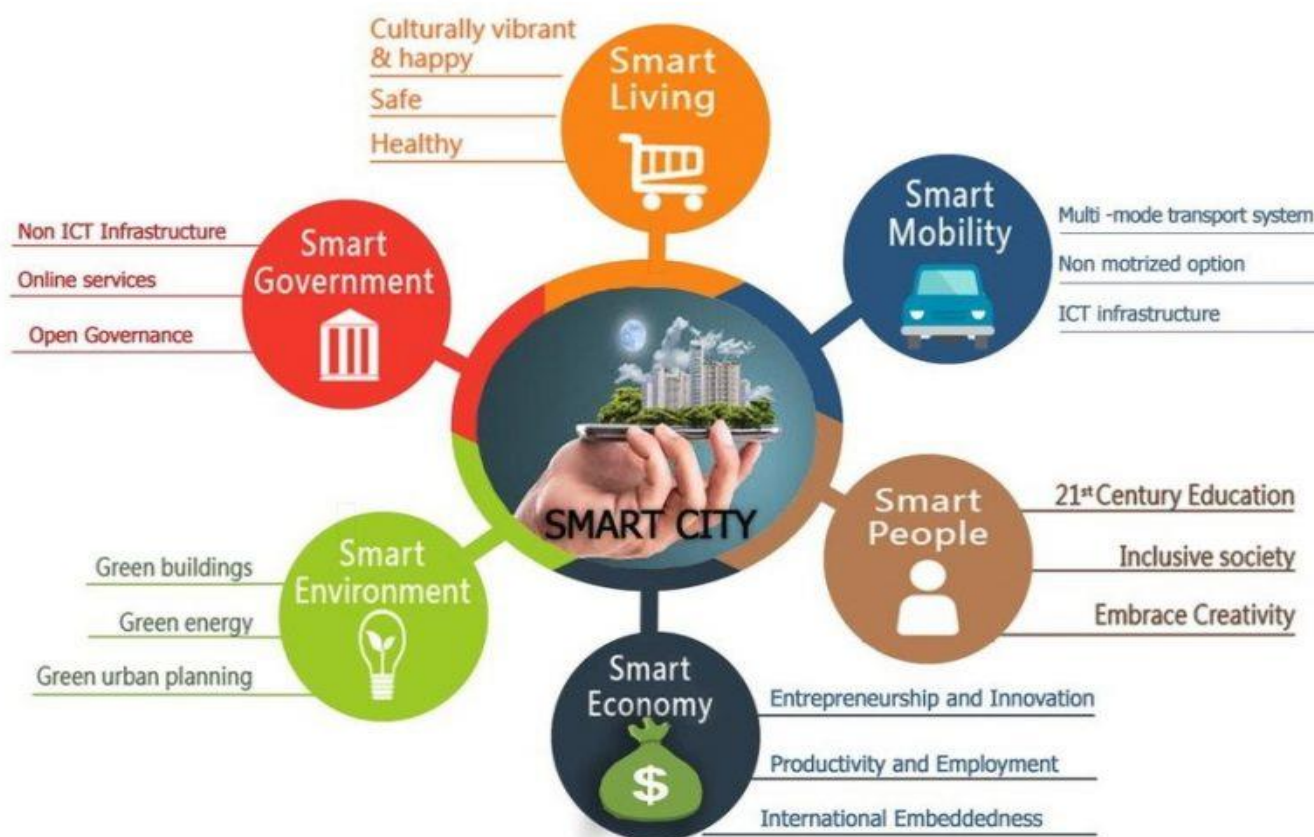 Culturally vibrant
& happy
Safe
Healthy
Smart
Living
Smart
Mobility
Multi -mode transport system
Non motrized option
ICT infrastructure
Non ICT Infrastructure
Online services
Open Governance
Smart
Government
SMART CITY
Smart
People
21st Century Education
Inclusive society
Embrace Creativity
Green buildings
Green energy
Green urban planning
Smart
Environment
Smart
Economy
$
Entrepreneurship and Innovation
Productivity and Employment
International Embeddedness